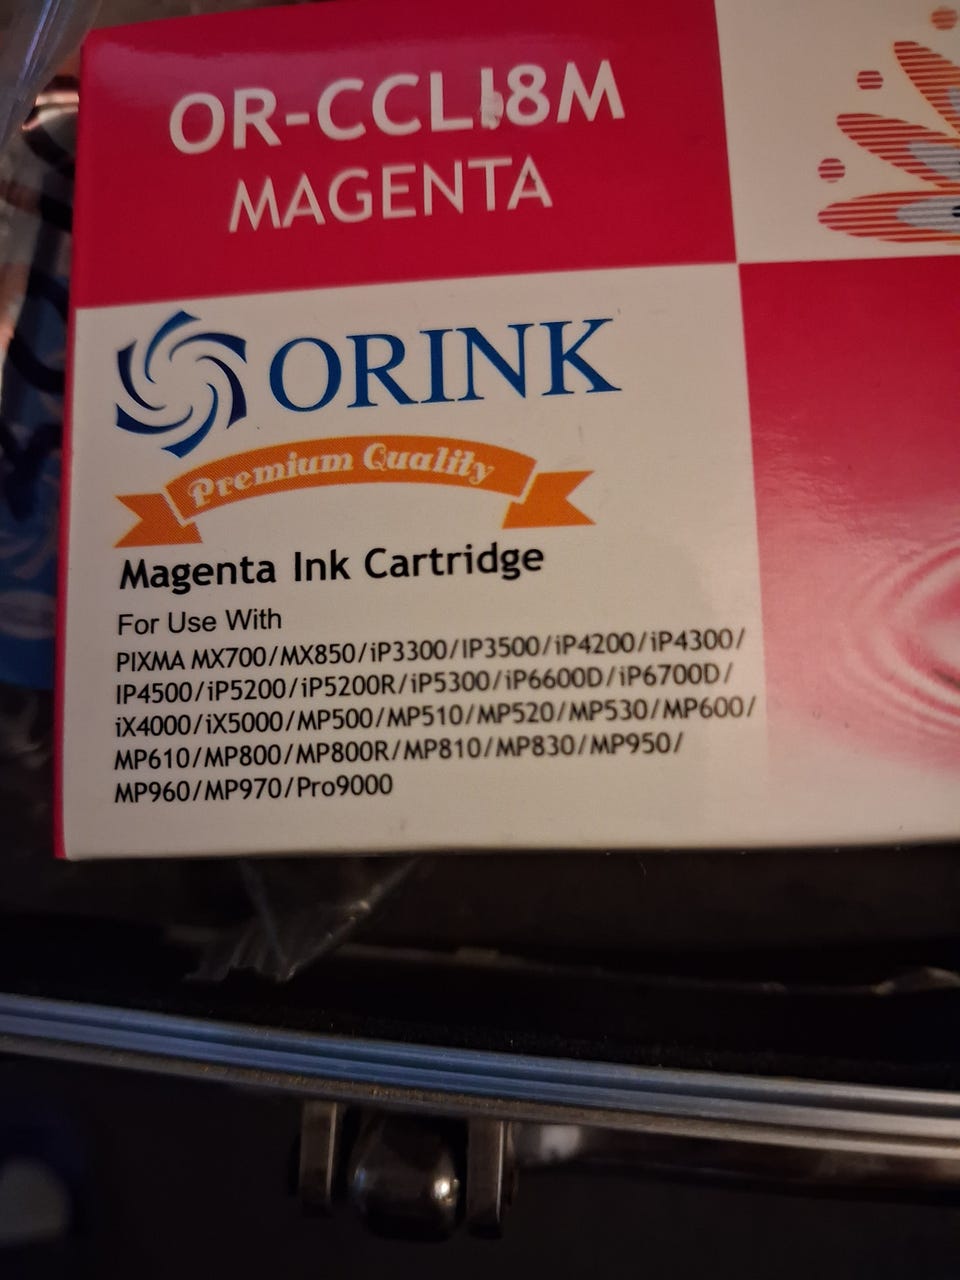 OR-CCLI8M
MAGENTA
ORINK
Premium Quality
Magenta Ink Cartridge
For Use With
PIXMA MX700/MX850/iP3300/IP3500/iP4200/iP4300/
IP4500/iP5200/iP5200R/iP5300/iP6600D/iP6700D/
iX4000/iX5000/MP500/MP510/MP520/MP530/MP600/
MP610/MP800/MP800R/MP810/MP830/MP950/
MP960/MP970/Pro9000